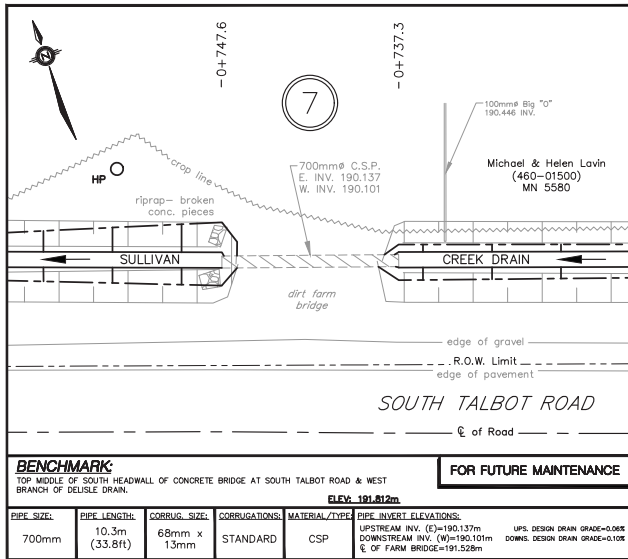 N
-0+747.6
-0+737.3
7
100mmø Big "O"
190.446 INV.
Michael & Helen Lavin
(460-01500)
MN 5580
700mmø C.S.P.
E. INV. 190.137
W. INV. 190.101
crop line
HP
riprap- broken
conc. pieces
SULLIVAN
CREEK DRAIN
dirt farm
bridge
edge of gravel
R.O.W. Limit
edge of pavement
SOUTH TALBOT ROAD
℄ of Road
BENCHMARK:
TOP MIDDLE OF SOUTH HEADWALL OF CONCRETE BRIDGE AT SOUTH TALBOT ROAD & WEST
BRANCH OF DELISLE DRAIN.
ELEV: 191.812m
FOR FUTURE MAINTENANCE
PIPE SIZE:
700mm
PIPE LENGTH:
10.3m
(33.8ft)
CORRUG. SIZE:
68mm x
13mm
CORRUGATIONS:
STANDARD
MATERIAL/TYPE:
CSP
PIPE INVERT ELEVATIONS:
UPSTREAM INV. (E)=190.137m
DOWNSTREAM INV. (W)=190.101m
℄ OF FARM BRIDGE=191.528m
UPS. DESIGN DRAIN GRADE=0.06%
DOWNS. DESIGN DRAIN GRADE=0.10%